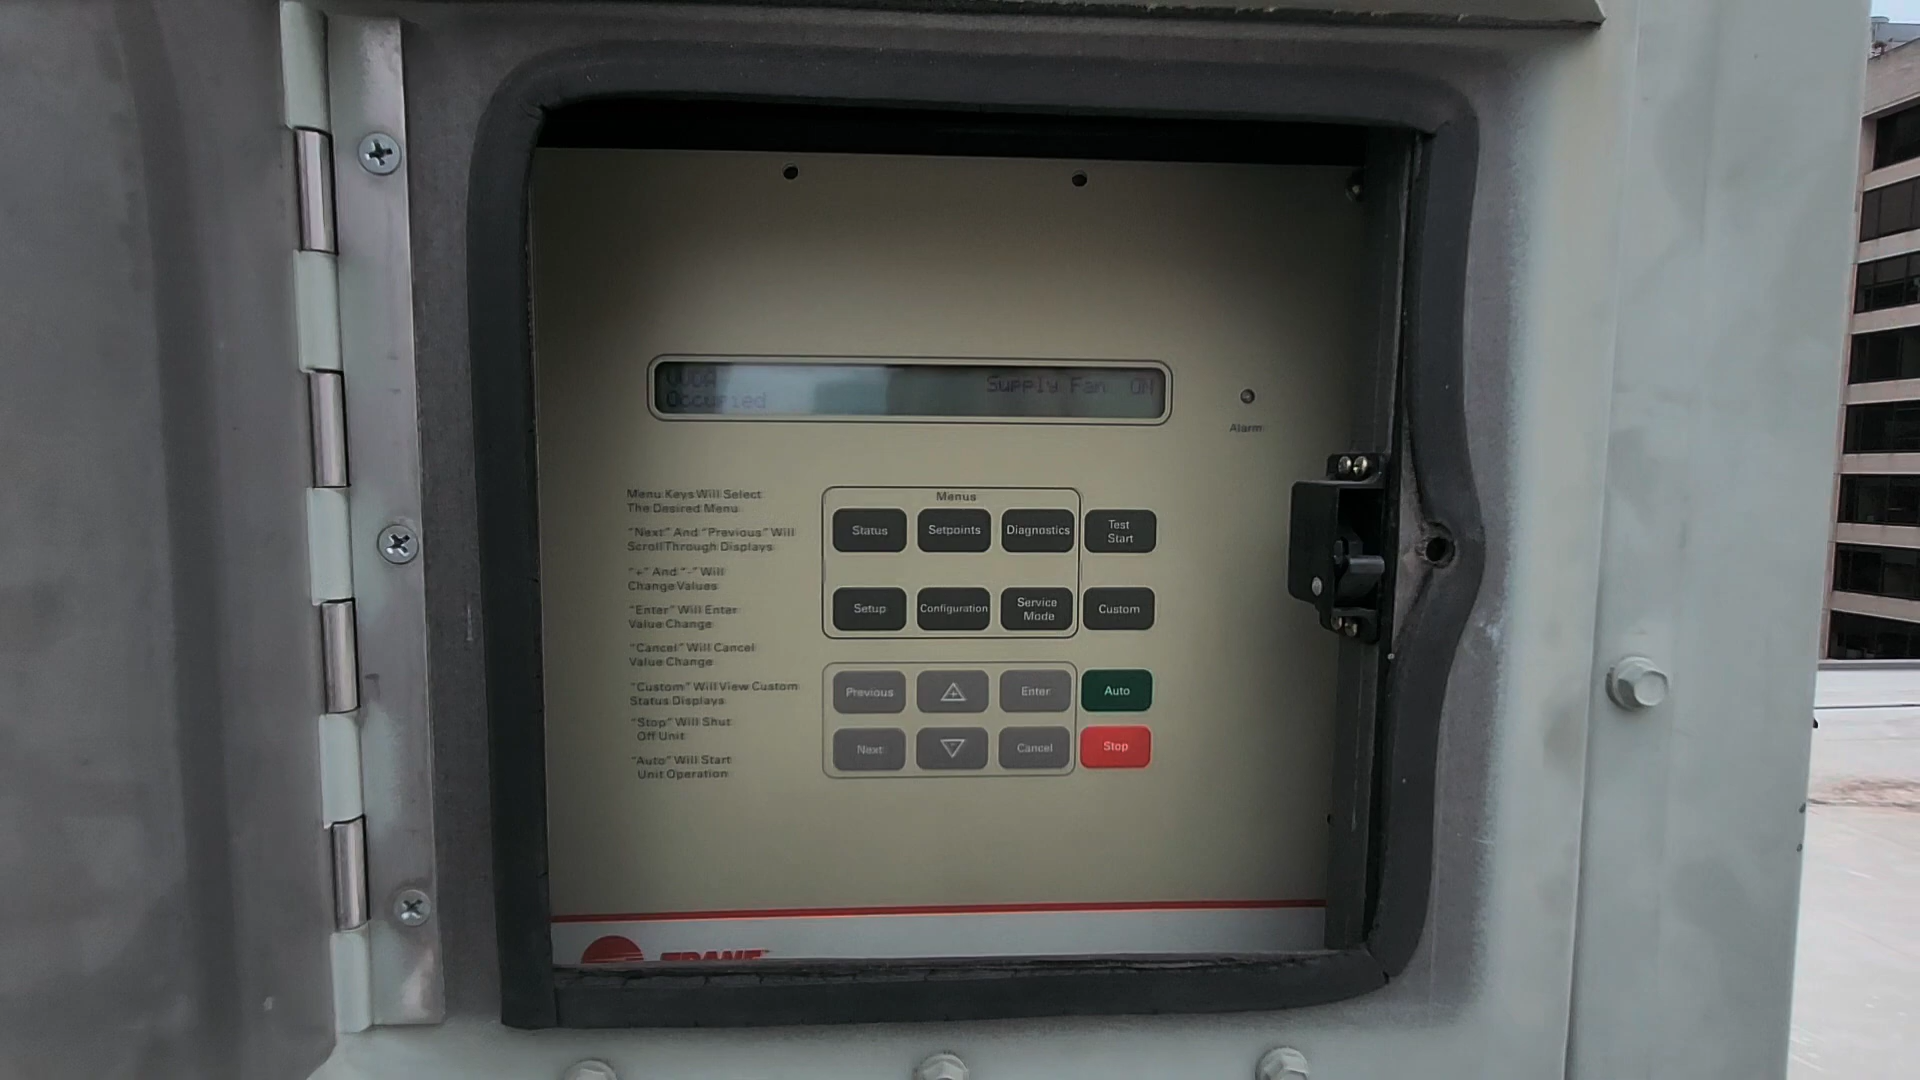 Supply Fan ON
Occupied
Alarm
Menu Keys Will Select
The Desired Menu
"Next" And "Previous" Will
Scroll Through Displays
"+" And "-" Will
Change Values
"Enter" Will Enter
Value Change
"Cancel" Will Cancel
Value Change
"Custom" Will View Custom
Status Displays
"Stop" Will Shut
Off Unit
"Auto" Will Start
Unit Operation
Menus
Status
Setpoints
Diagnostics
Test
Start
Setup
Configuration
Service
Mode
Custom
Previous
+
Enter
Auto
Next
-
Cancel
Stop
TRANE